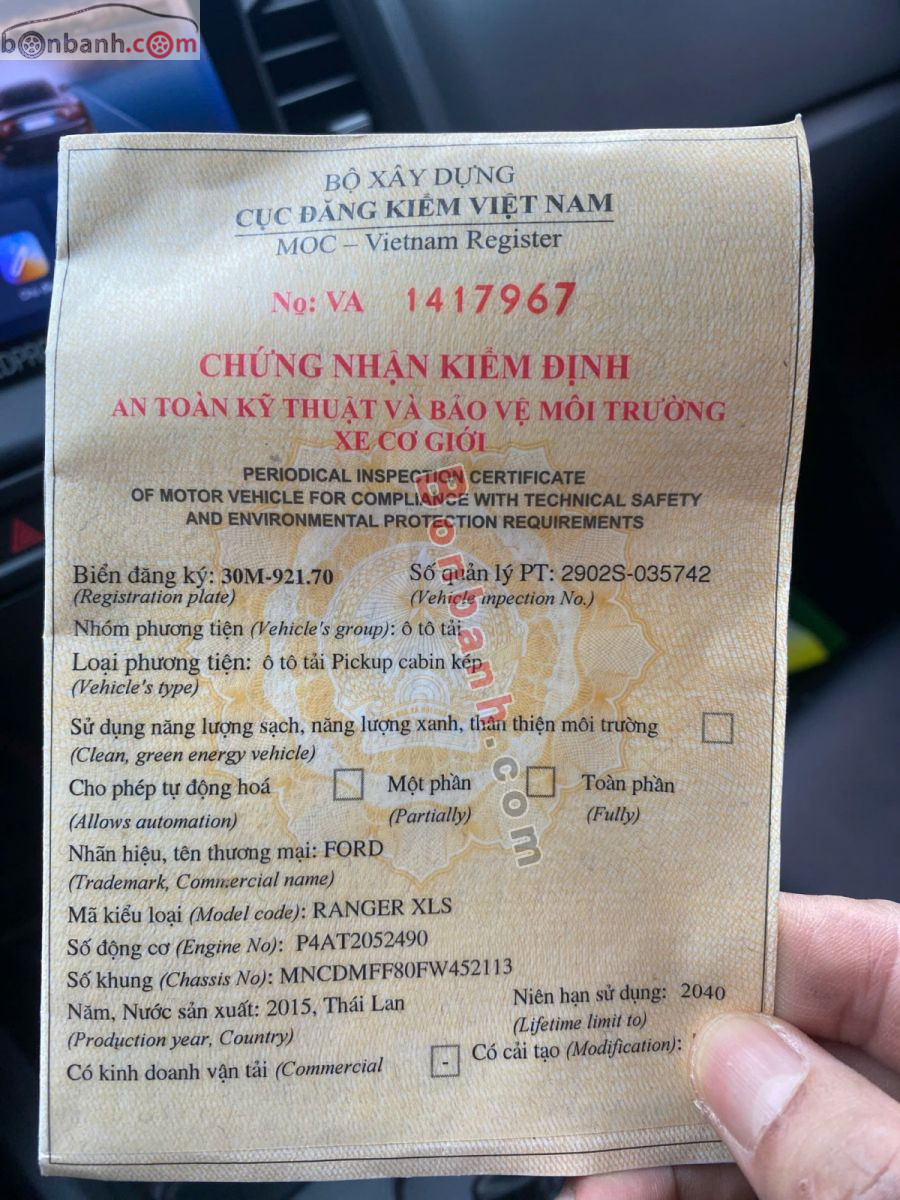 bonbanh.com
BỘ XÂY DỰNG
CỤC ĐĂNG KIỂM VIỆT NAM
MOC – Vietnam Register
Nọ: VA 1417967
CHỨNG NHẬN KIỂM ĐỊNH
AN TOÀN KỸ THUẬT VÀ BẢO VỆ MÔI TRƯỜNG
XE CƠ GIỚI
PERIODICAL INSPECTION CERTIFICATE
OF MOTOR VEHICLE FOR COMPLIANCE WITH TECHNICAL SAFETY
AND ENVIRONMENTAL PROTECTION REQUIREMENTS
Bonbanh.com
Biển đăng ký: 30M-921.70 Số quản lý PT: 2902S-035742
(Registration plate) (Vehicle inpection No.)
Nhóm phương tiện (Vehicle's group): ô tô tải
Loại phương tiện: ô tô tải Pickup cabin kép
(Vehicle's type)
Sử dụng năng lượng sạch, năng lượng xanh, thân thiện môi trường
(Clean, green energy vehicle)
Cho phép tự động hoá Một phần Toàn phần
(Allows automation) (Partially) (Fully)
Nhãn hiệu, tên thương mại: FORD
(Trademark, Commercial name)
Mã kiểu loại (Model code): RANGER XLS
Số động cơ (Engine No): P4AT2052490
Số khung (Chassis No): MNCDMFF80FW452113
Năm, Nước sản xuất: 2015, Thái Lan Niên hạn sử dụng: 2040
(Production year, Country) (Lifetime limit to)
Có kinh doanh vận tải (Commercial - Có cải tạo (Modification):